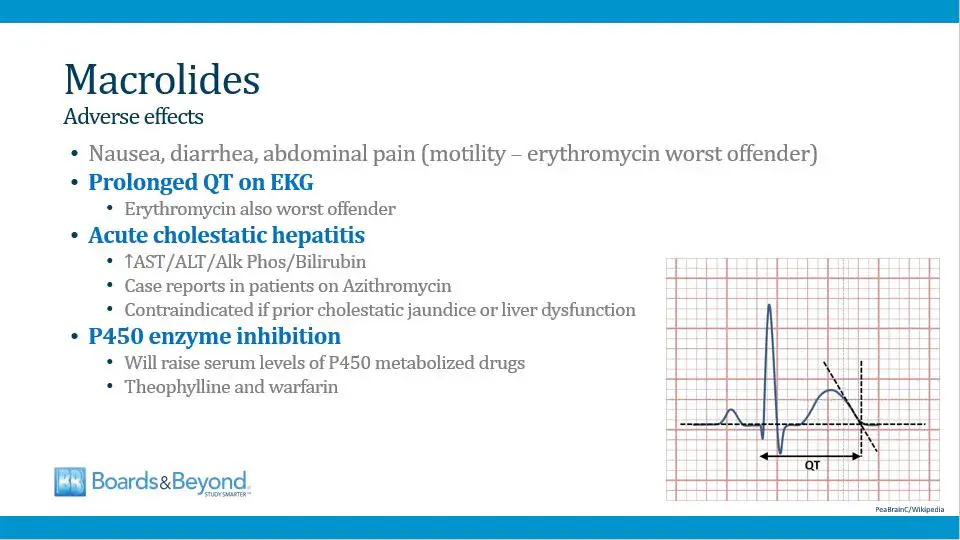 Macrolides
Adverse effects
• Nausea, diarrhea, abdominal pain (motility – erythromycin worst offender)
• Prolonged QT on EKG
• Erythromycin also worst offender
• Acute cholestatic hepatitis
• ↑AST/ALT/Alk Phos/Bilirubin
• Case reports in patients on Azithromycin
• Contraindicated if prior cholestatic jaundice or liver dysfunction
• P450 enzyme inhibition
• Will raise serum levels of P450 metabolized drugs
• Theophylline and warfarin
QT
BB Boards&Beyond
STUDY SMARTER
PeaBrainC/Wikipedia